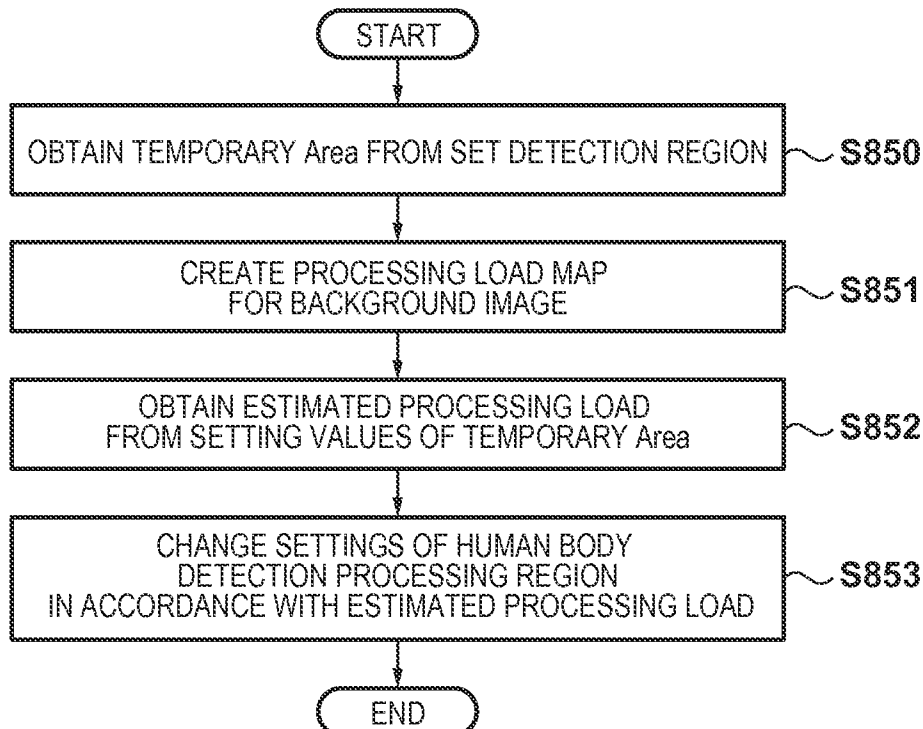 START
OBTAIN TEMPORARY Area FROM SET DETECTION REGION
S850
CREATE PROCESSING LOAD MAP
FOR BACKGROUND IMAGE
S851
OBTAIN ESTIMATED PROCESSING LOAD
FROM SETTING VALUES OF TEMPORARY Area
S852
CHANGE SETTINGS OF HUMAN BODY
DETECTION PROCESSING REGION
IN ACCORDANCE WITH ESTIMATED PROCESSING LOAD
S853
END